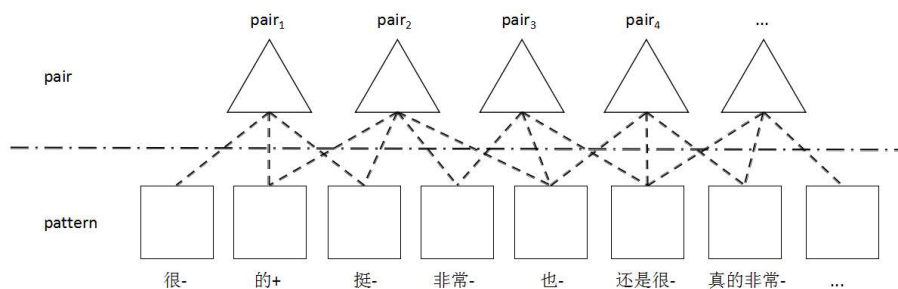 pair₁ pair₂ pair₃ pair₄ ...
pair
pattern
很- 的+ 挺- 非常- 也- 还是很- 真的非常- ...